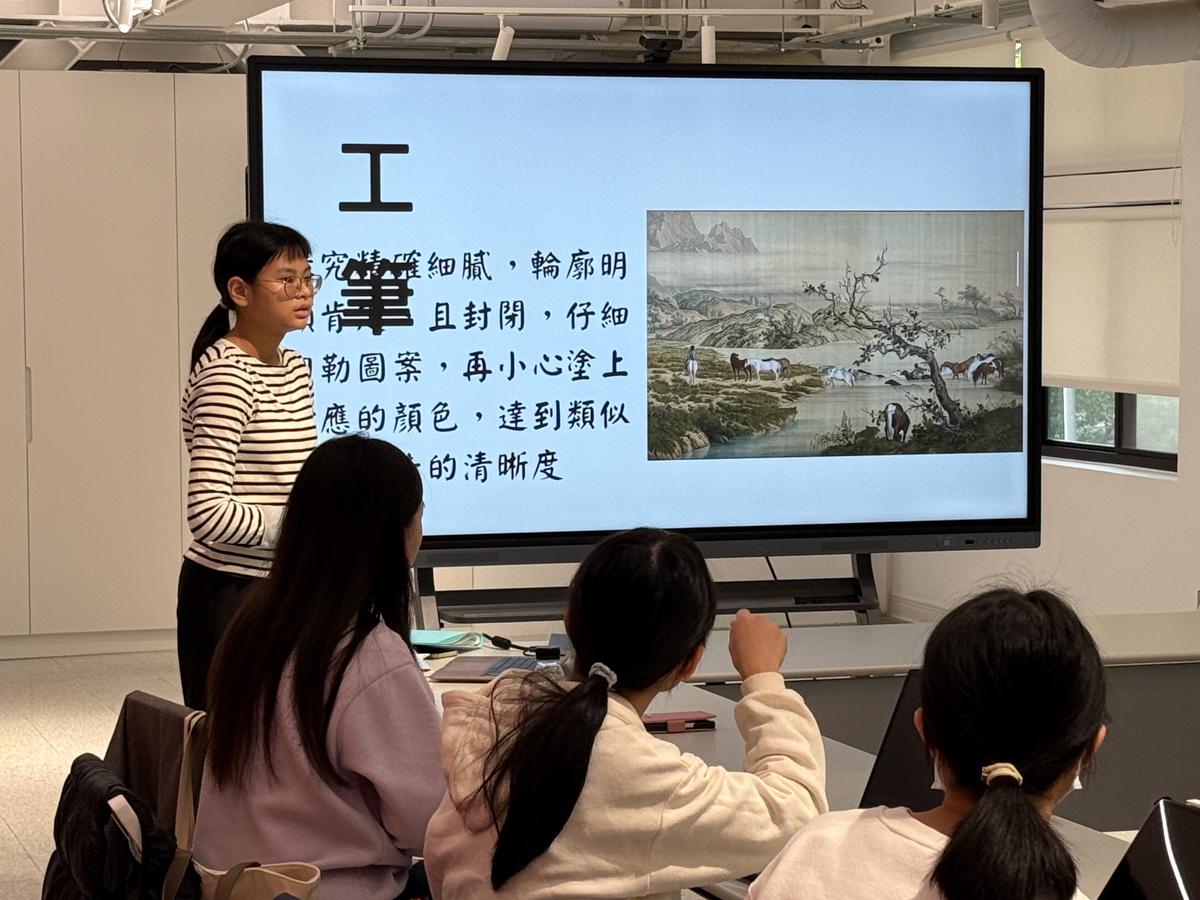 工
筆
究精確細膩，輪廓明
肯　且封閉，仔細
勒圖案，再小心塗上
應的顏色，達到類似
的清晰度